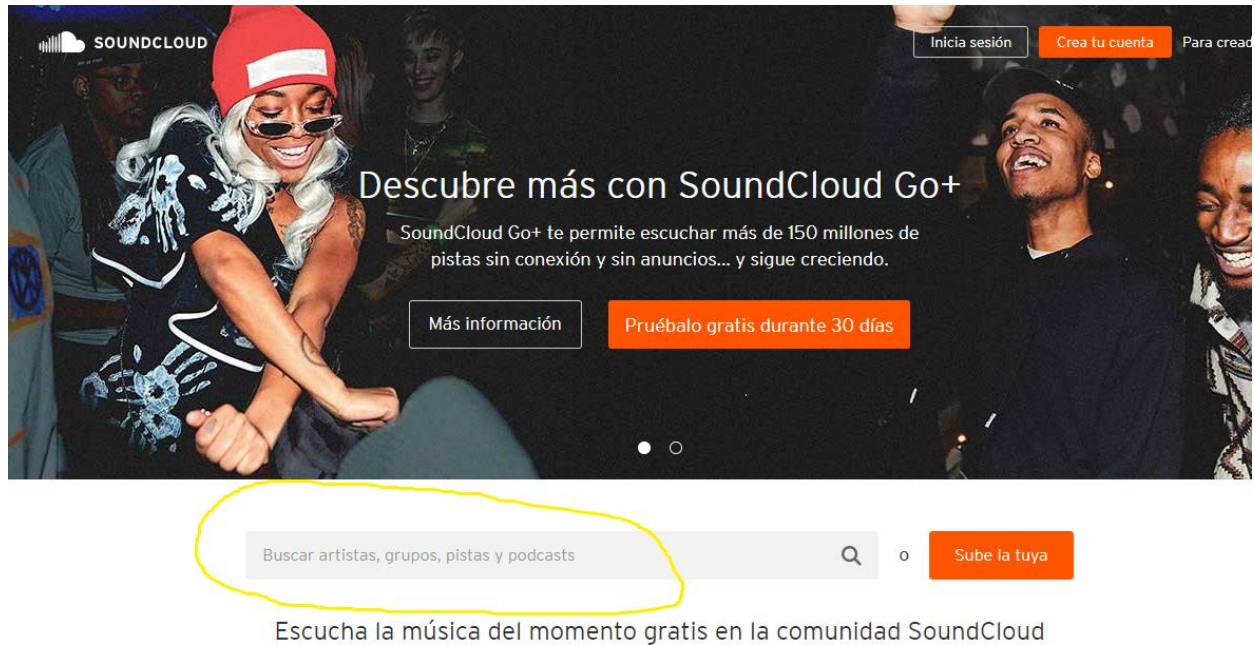 SOUNDCLOUD
Inicia sesión
Crea tu cuenta
Para cread
Descubre más con SoundCloud Go+
SoundCloud Go+ te permite escuchar más de 150 millones de
pistas sin conexión y sin anuncios... y sigue creciendo.
Más información
Pruébalo gratis durante 30 días
Buscar artistas, grupos, pistas y podcasts
o
Sube la tuya
Escucha la música del momento gratis en la comunidad SoundCloud